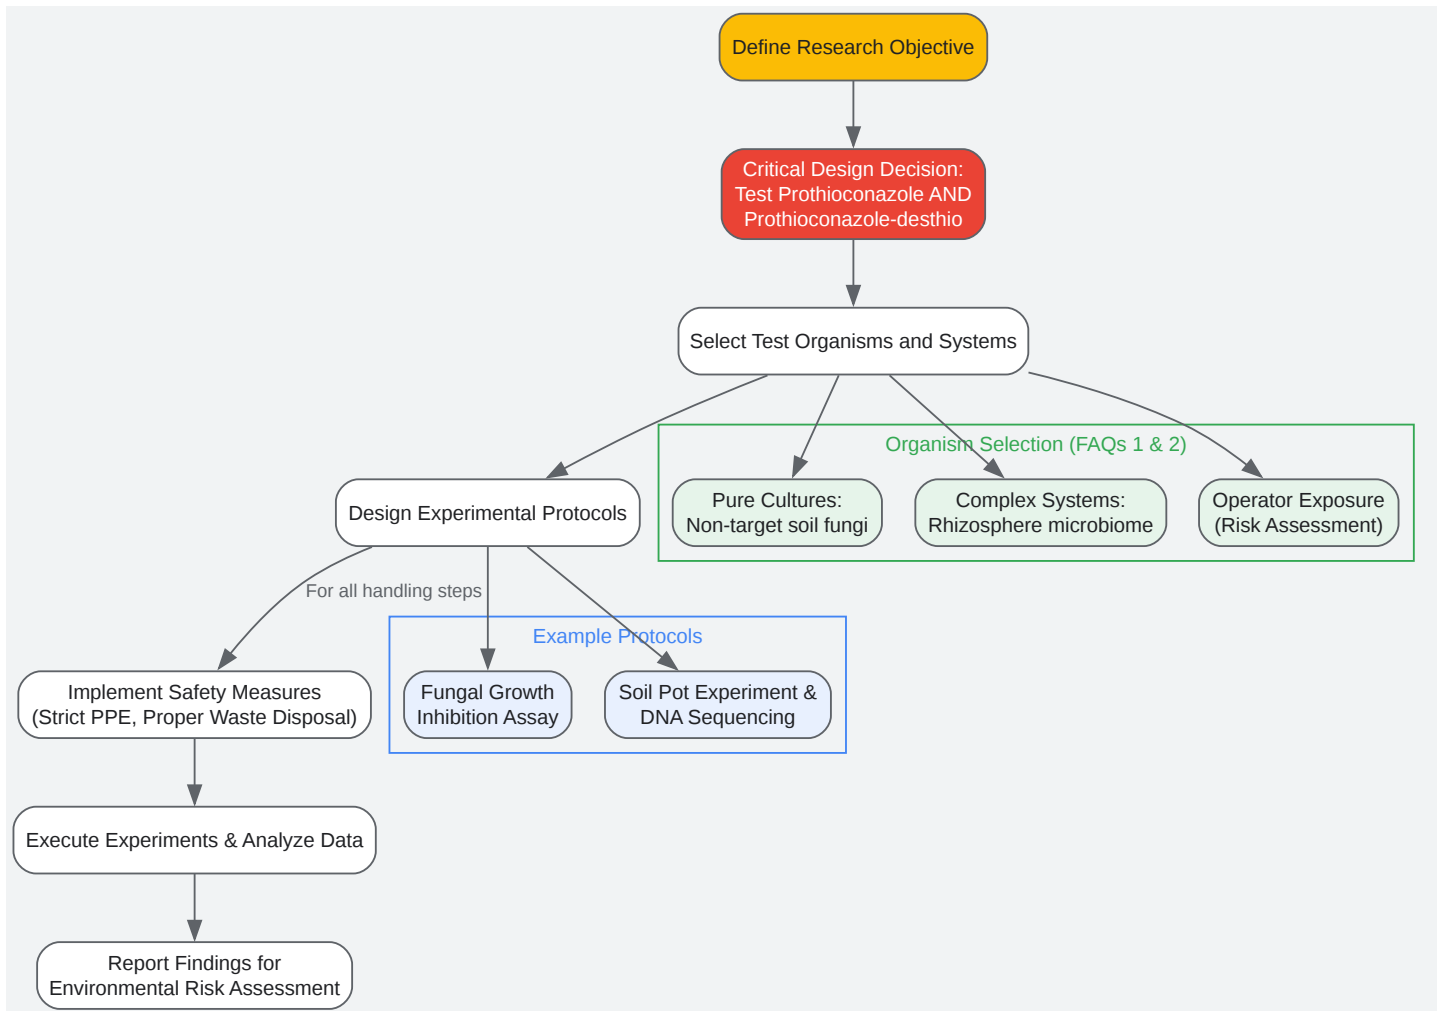 Define Research Objective
Critical Design Decision:
Test Prothioconazole AND
Prothioconazole-desthio
Select Test Organisms and Systems
Organism Selection (FAQs 1 & 2)
Pure Cultures:
Non-target soil fungi
Complex Systems:
Rhizosphere microbiome
Operator Exposure
(Risk Assessment)
Design Experimental Protocols
For all handling steps
Example Protocols
Implement Safety Measures
(Strict PPE, Proper Waste Disposal)
Fungal Growth
Inhibition Assay
Soil Pot Experiment &
DNA Sequencing
Execute Experiments & Analyze Data
Report Findings for
Environmental Risk Assessment